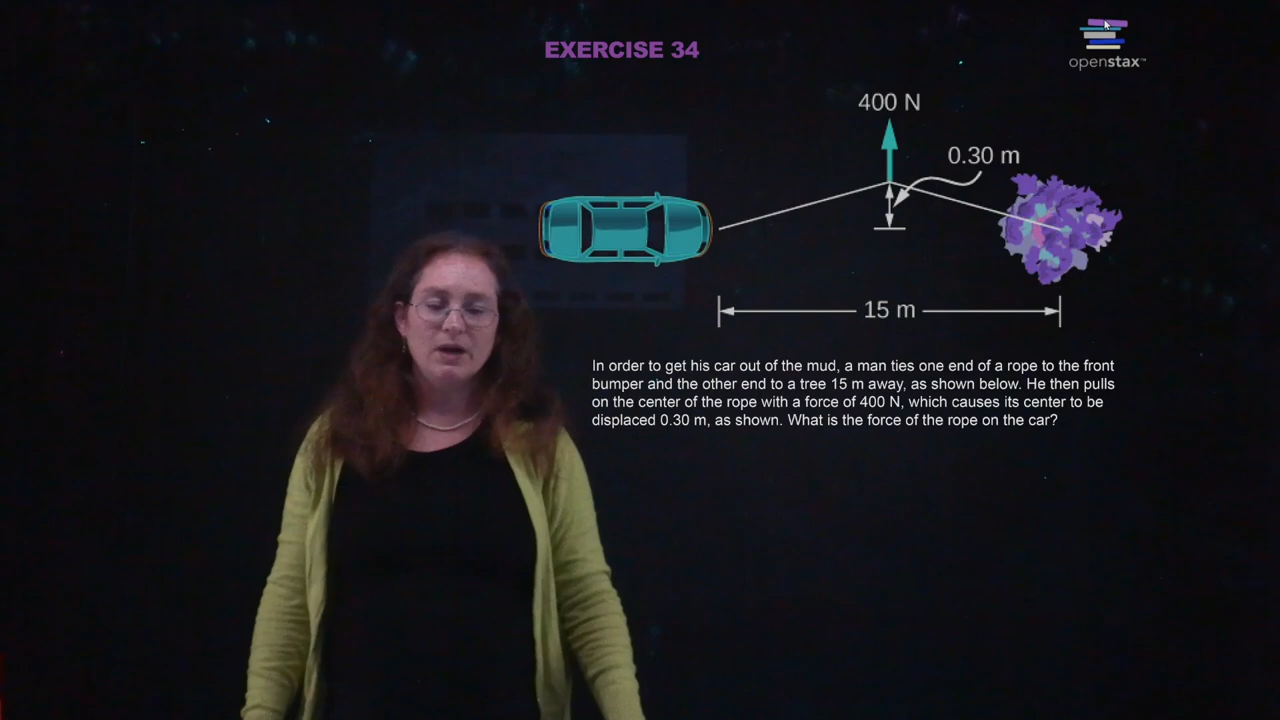 EXERCISE 34
openstax™
400 N
0.30 m
15 m
In order to get his car out of the mud, a man ties one end of a rope to the front
bumper and the other end to a tree 15 m away, as shown below. He then pulls
on the center of the rope with a force of 400 N, which causes its center to be
displaced 0.30 m, as shown. What is the force of the rope on the car?